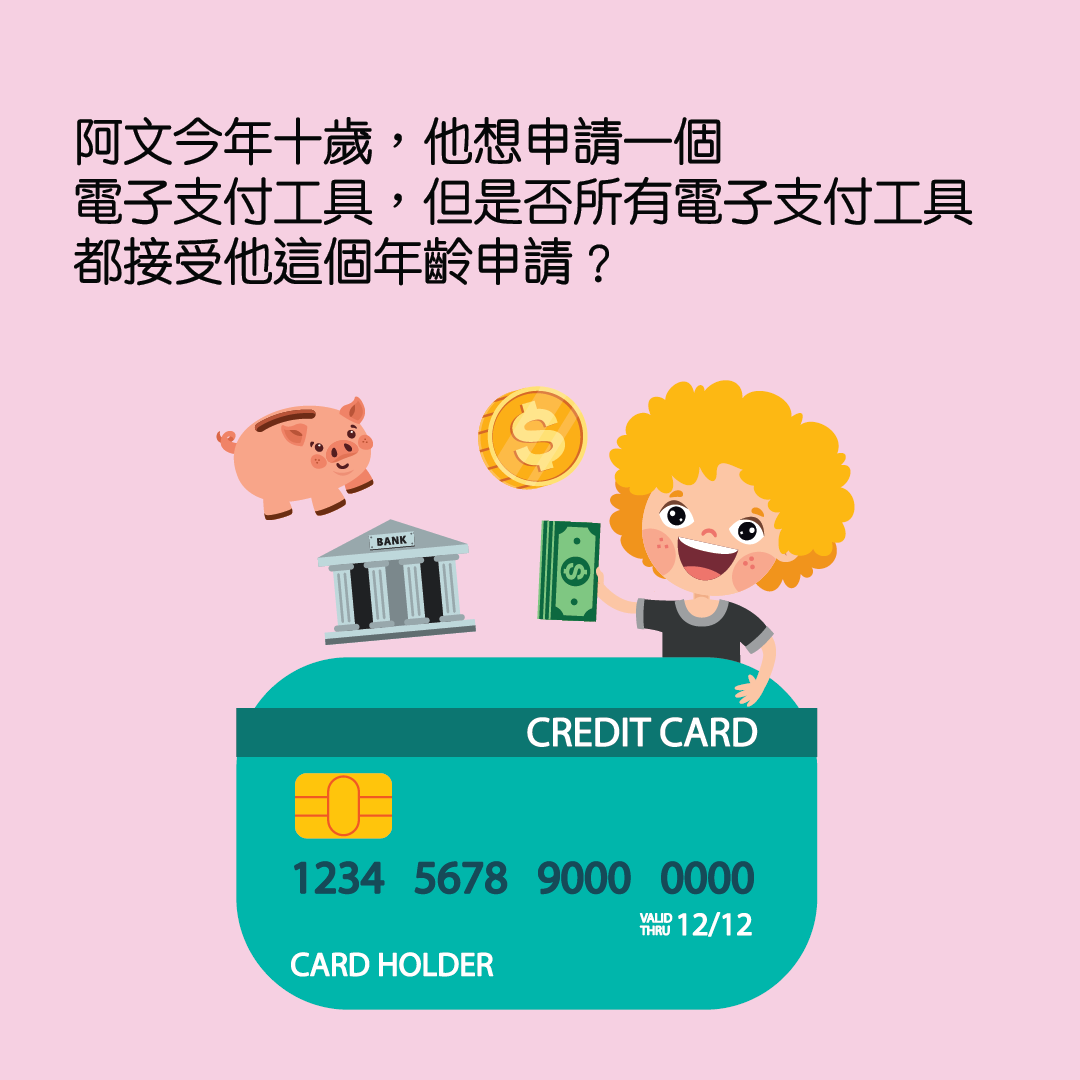 阿文今年十歲，他想申請一個
電子支付工具，但是否所有電子支付工具
都接受他這個年齡申請？
BANK
CREDIT CARD
1234 5678 9000 0000
VALID THRU 12/12
CARD HOLDER